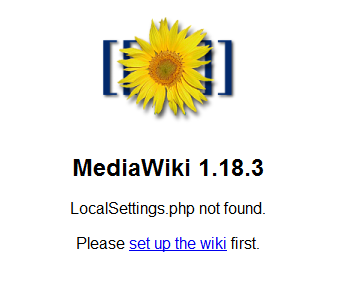 MediaWiki 1.18.3
LocalSettings.php not found.
Please set up the wiki first.